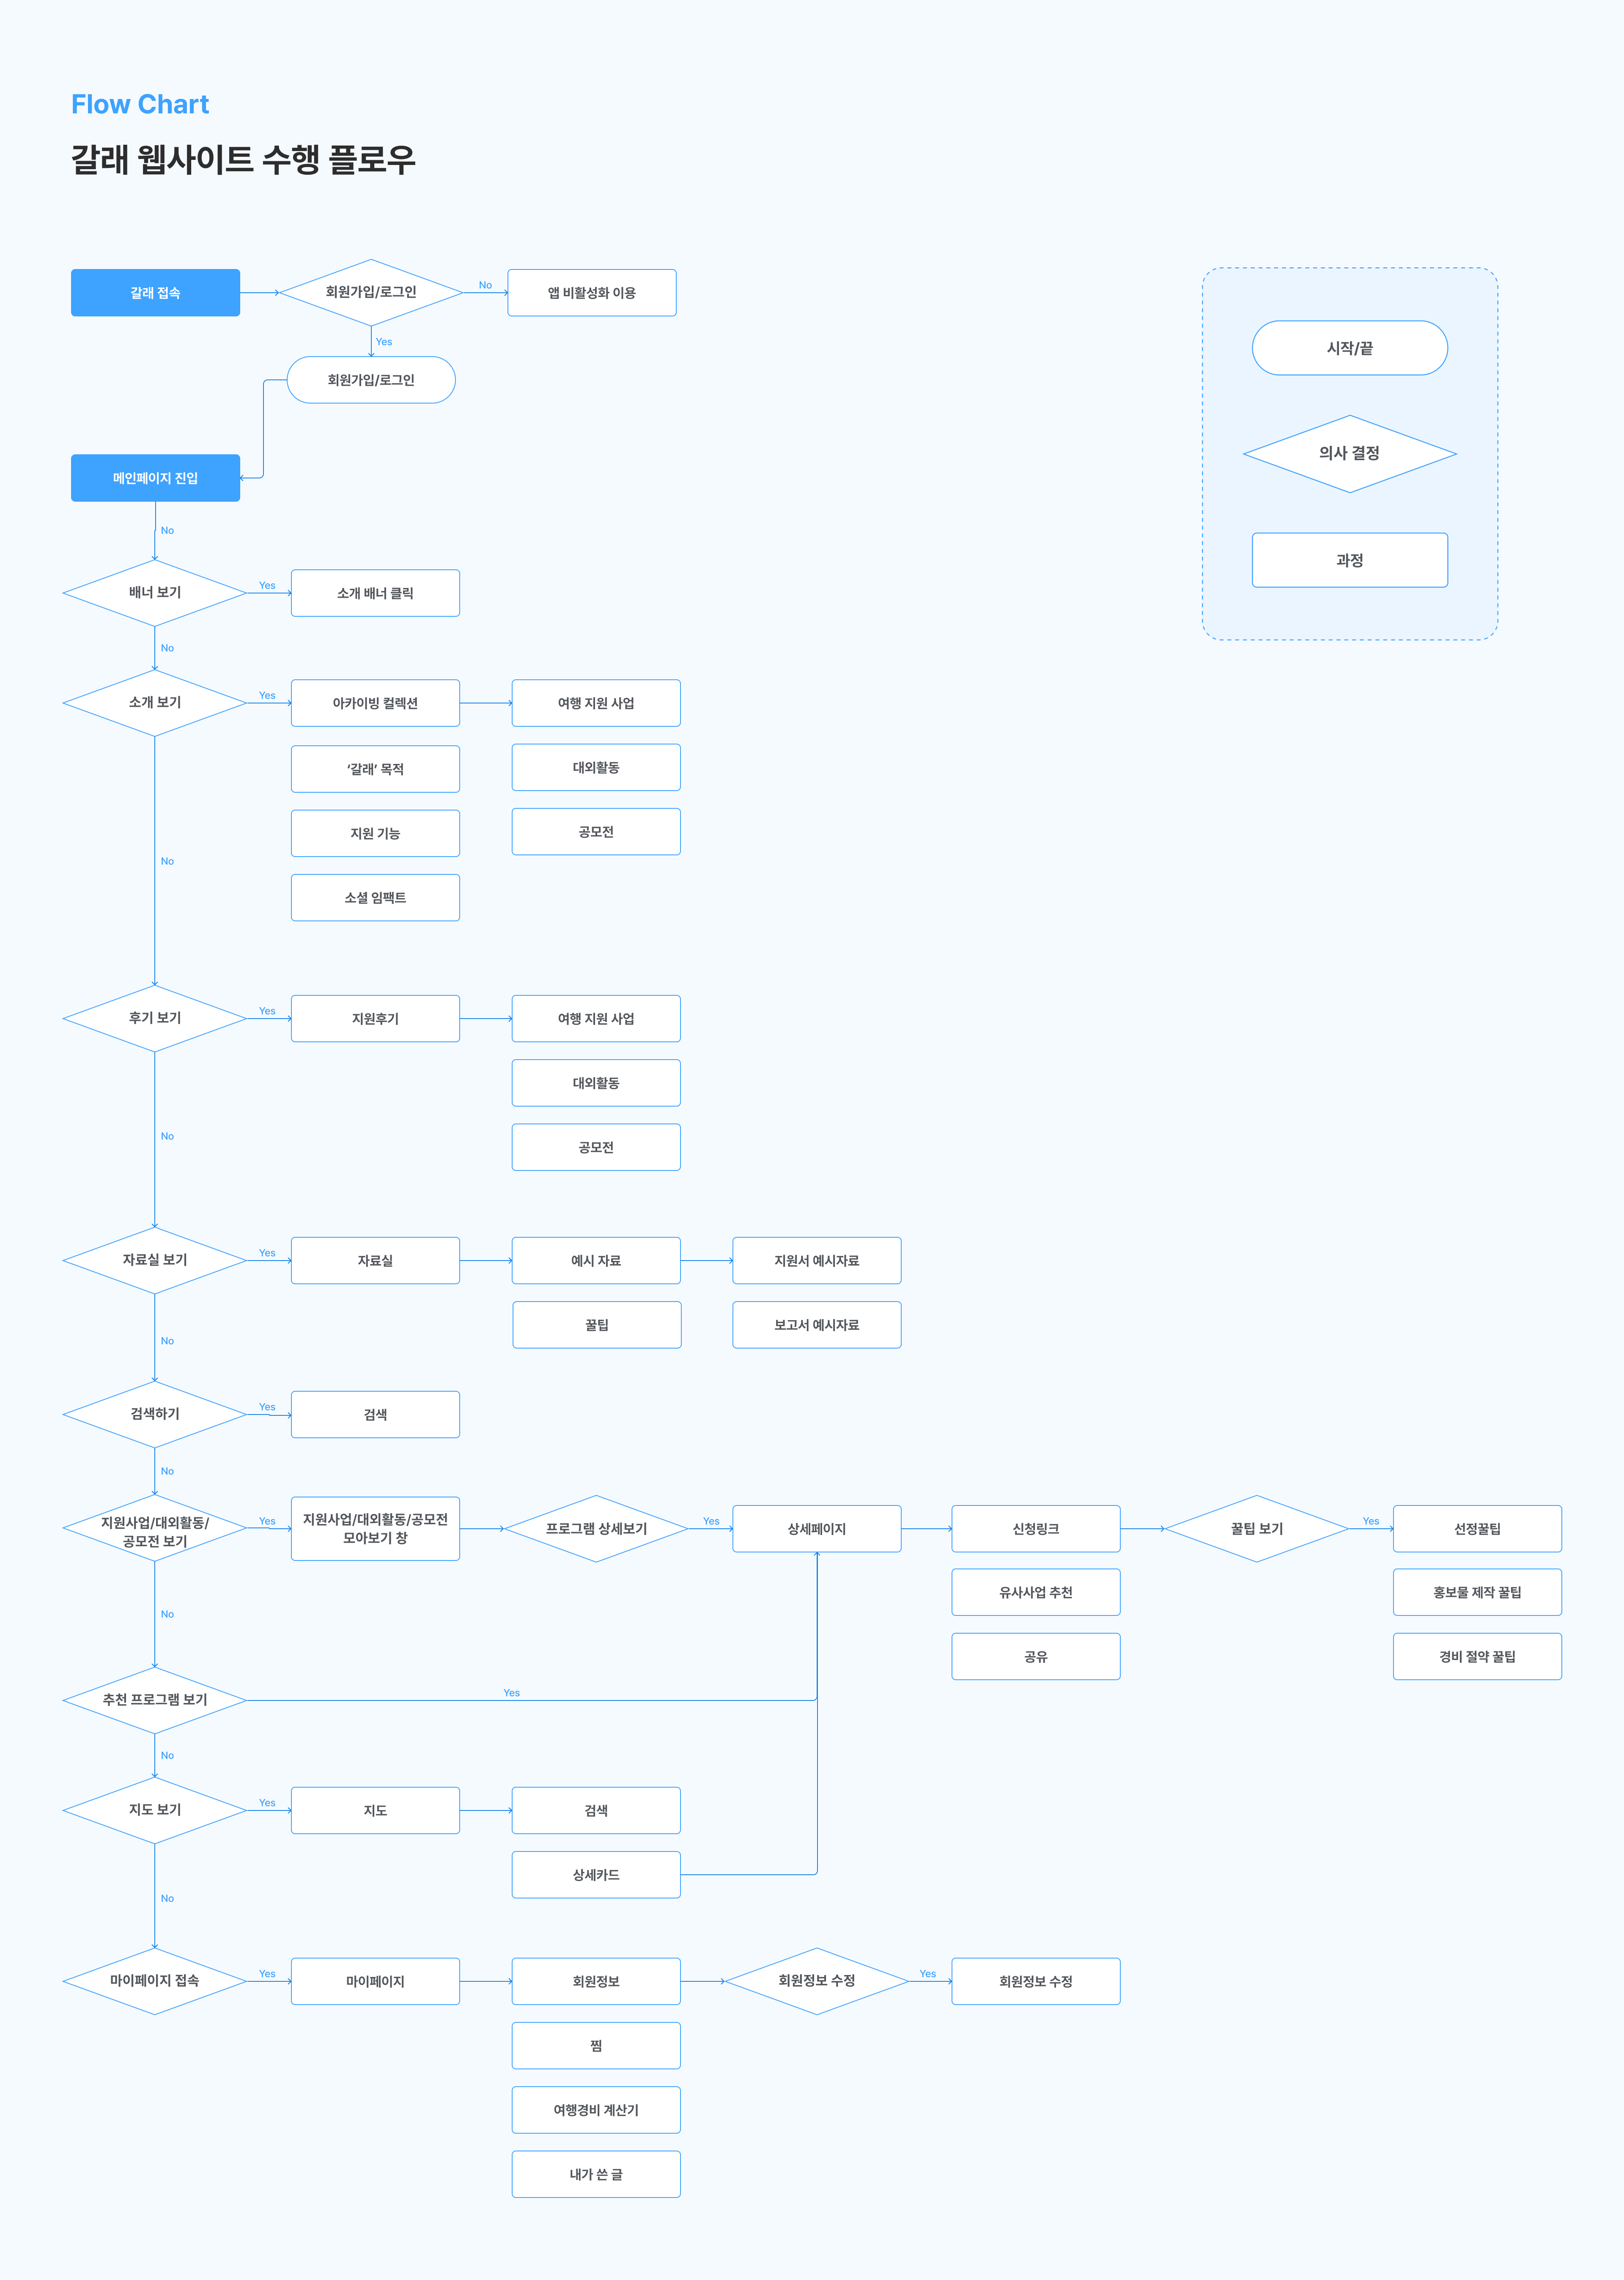 Flow Chart
갈래 웹사이트 수행 플로우
갈래 접속
회원가입/로그인
No
앱 비활성화 이용
Yes
회원가입/로그인
시작/끝
의사 결정
과정
메인페이지 진입
No
배너 보기
Yes
소개 배너 클릭
No
소개 보기
Yes
아카이빙 컬렉션
여행 지원 사업
‘갈래’ 목적
대외활동
지원 기능
공모전
No
소셜 임팩트
후기 보기
Yes
지원후기
여행 지원 사업
대외활동
No
공모전
자료실 보기
Yes
자료실
예시 자료
지원서 예시자료
꿀팁
보고서 예시자료
No
검색하기
Yes
검색
No
지원사업/대외활동/
공모전 보기
Yes
지원사업/대외활동/공모전
모아보기 창
프로그램 상세보기
Yes
상세페이지
신청링크
꿀팁 보기
Yes
선정꿀팁
유사사업 추천
홍보물 제작 꿀팁
No
공유
경비 절약 꿀팁
추천 프로그램 보기
Yes
No
지도 보기
Yes
지도
검색
상세카드
No
마이페이지 접속
Yes
마이페이지
회원정보
회원정보 수정
Yes
회원정보 수정
찜
여행경비 계산기
내가 쓴 글